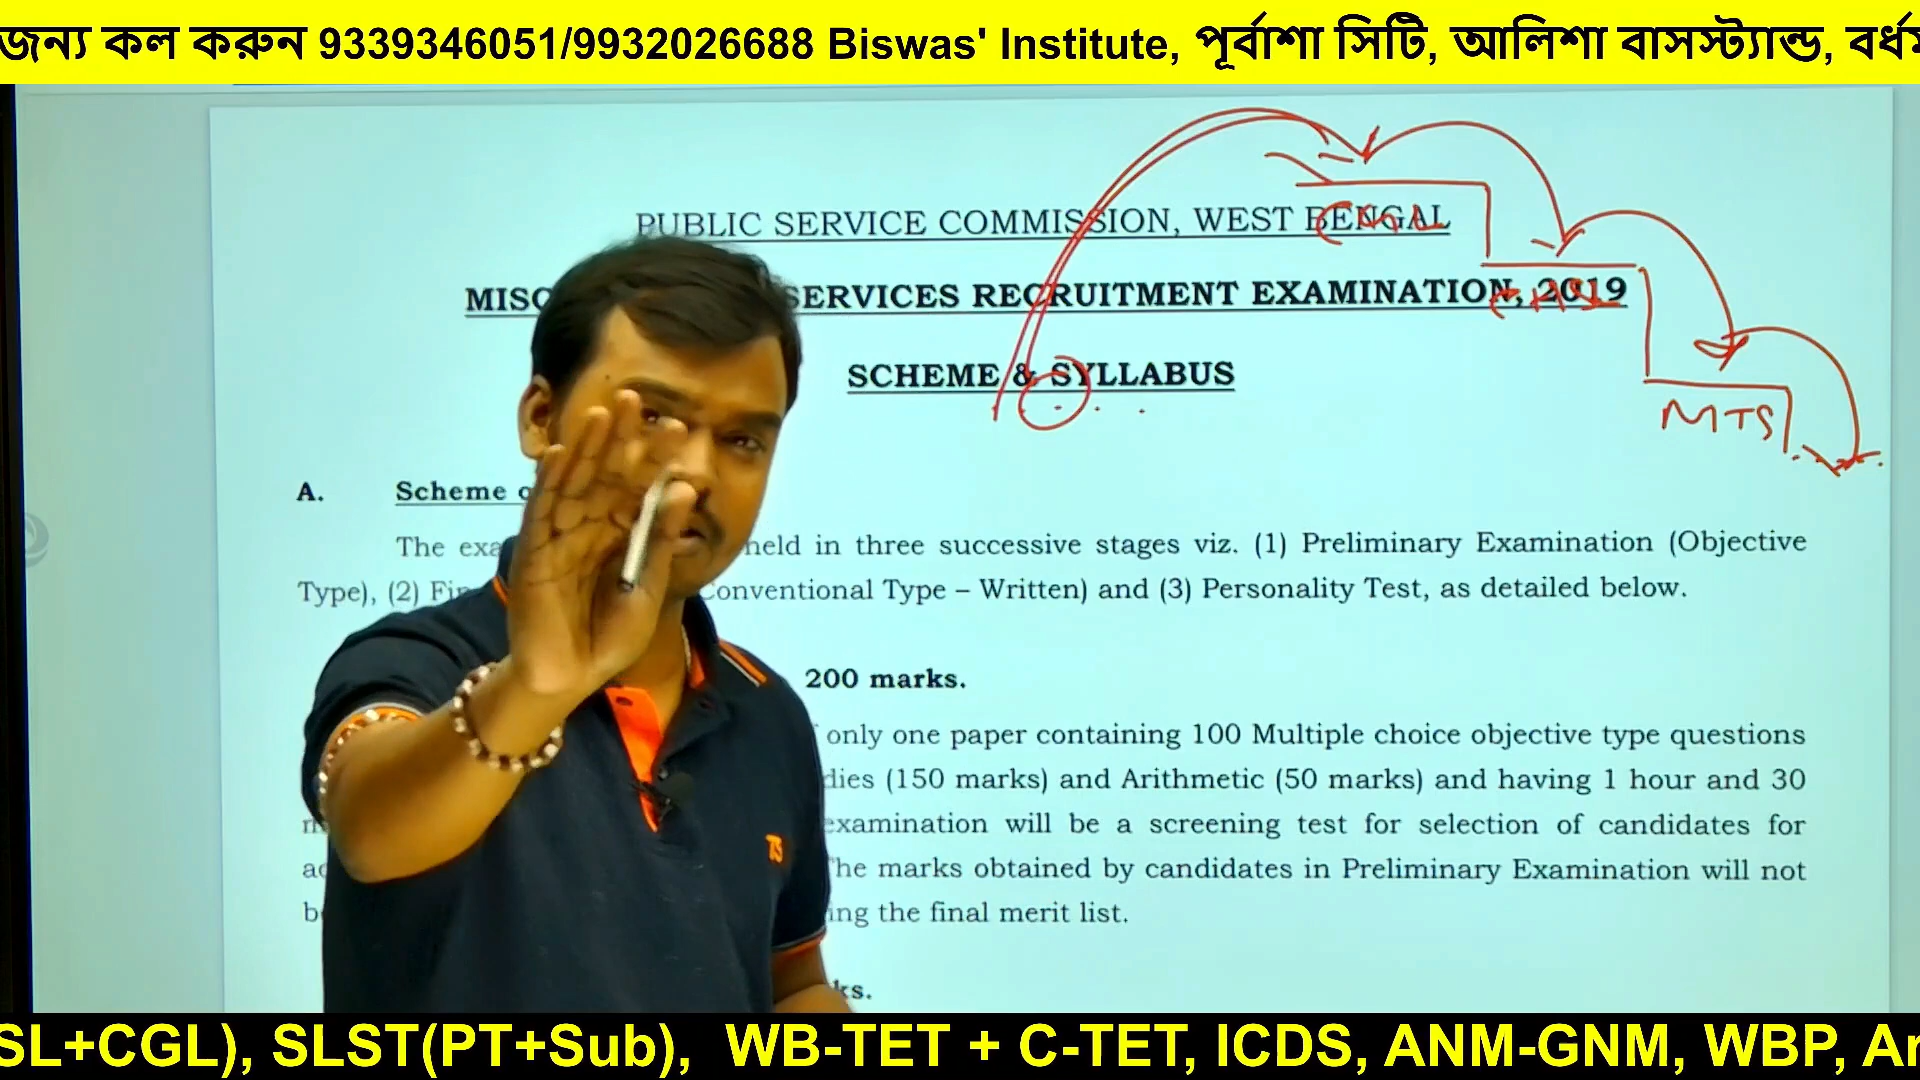 জন্য কল করুন 9339346051/9932026688 Biswas' Institute, পূর্বাশা সিটি, আলিশা বাসস্ট্যান্ড, বর্ধম
PUBLIC SERVICE COMMISSION, WEST BENGAL
CGL
SERVICES RECRUITMENT EXAMINATION, 2019
CHSL
SCHEME & SYLLABUS
MTS
A. Scheme
The held in three successive stages viz. (1) Preliminary Examination (Objective
Type), (2) Conventional Type – Written) and (3) Personality Test, as detailed below.
200 marks.
only one paper containing 100 Multiple choice objective type questions
(150 marks) and Arithmetic (50 marks) and having 1 hour and 30
examination will be a screening test for selection of candidates for
The marks obtained by candidates in Preliminary Examination will not
the final merit list.
TS
SL+CGL), SLST(PT+Sub), WB-TET + C-TET, ICDS, ANM-GNM, WBP, Ar